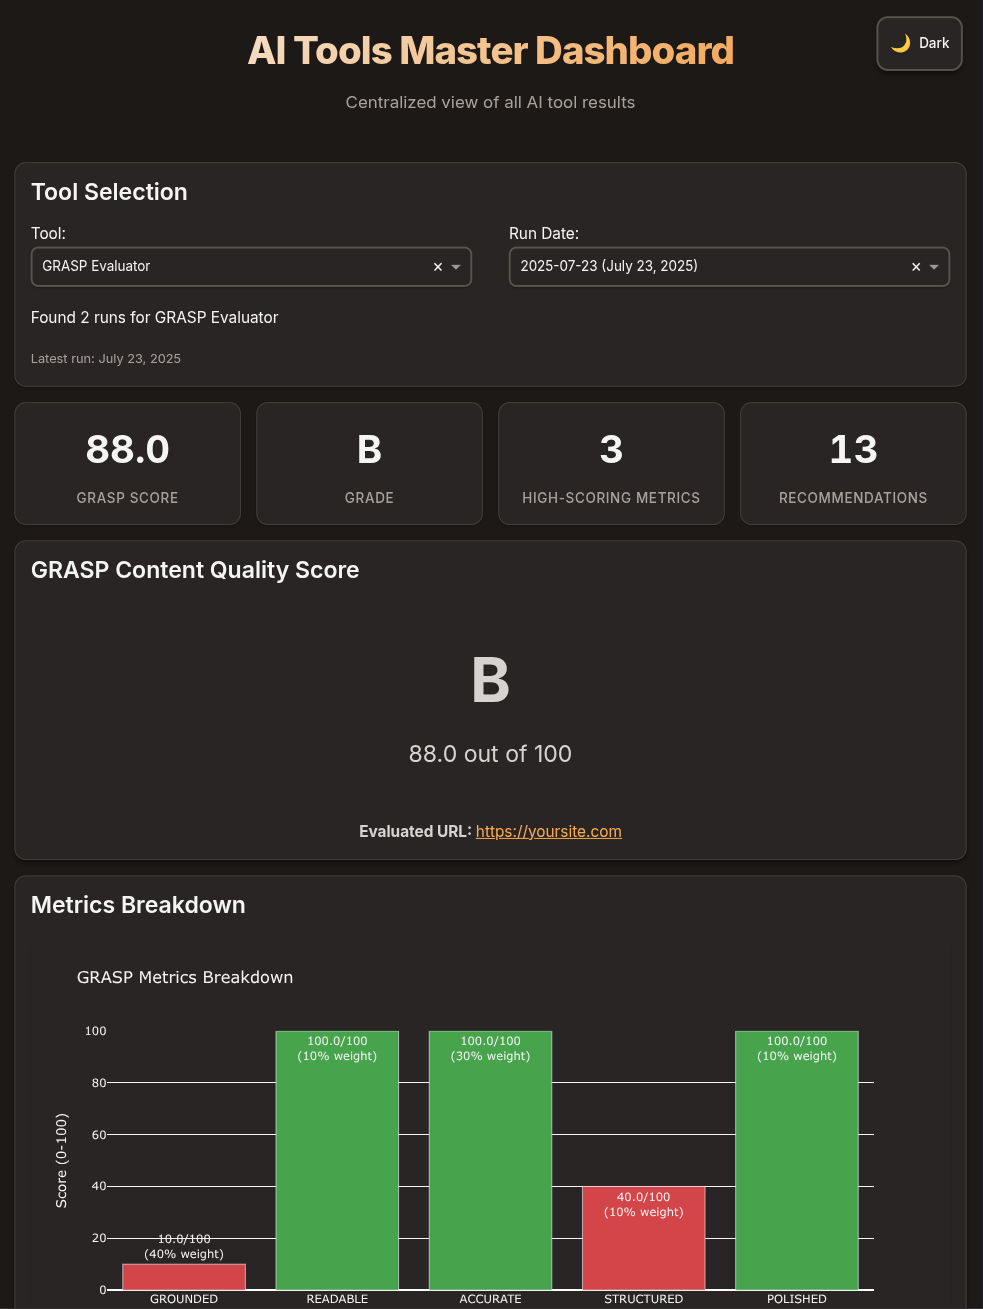 AI Tools Master Dashboard
🌙 Dark
Centralized view of all AI tool results
Tool Selection
Tool:
GRASP Evaluator
×
Run Date:
2025-07-23 (July 23, 2025)
×
Found 2 runs for GRASP Evaluator
Latest run: July 23, 2025
88.0
GRASP SCORE
B
GRADE
3
HIGH-SCORING METRICS
13
RECOMMENDATIONS
GRASP Content Quality Score
B
88.0 out of 100
Evaluated URL: https://yoursite.com
Metrics Breakdown
GRASP Metrics Breakdown
Score (0-100)
100
80
60
40
20
0
10.0/100
(40% weight)
100.0/100
(10% weight)
100.0/100
(30% weight)
40.0/100
(10% weight)
100.0/100
(10% weight)
GROUNDED
READABLE
ACCURATE
STRUCTURED
POLISHED